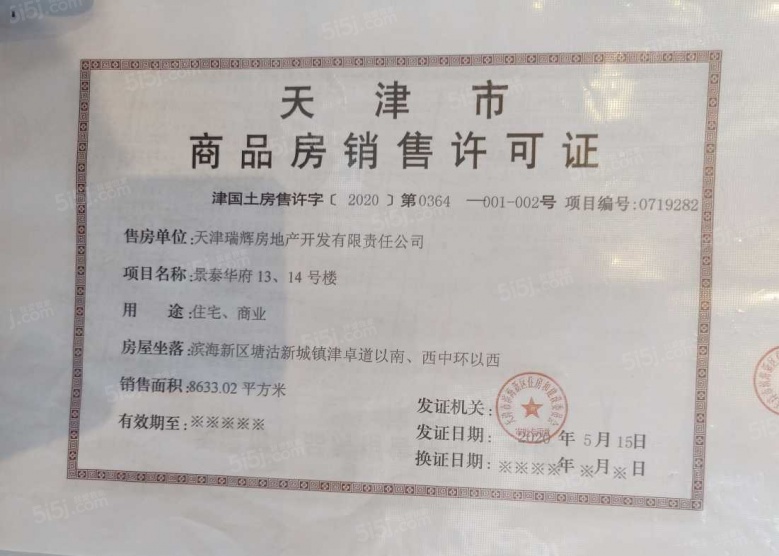 天津市
商品房销售许可证
津国土房售许字〔2020〕第0364—001-002号 项目编号:0719282
售房单位:天津瑞辉房地产开发有限责任公司
项目名称:景泰华府13、14号楼
用 途:住宅、商业
房屋坐落:滨海新区塘沽新城镇津卓道以南、西中环以西
销售面积:8633.02平方米
有效期至:※※※※※
发证机关:
发证日期: 2020年5月15日
换证日期:※※※※年※月※日
5i5j.com